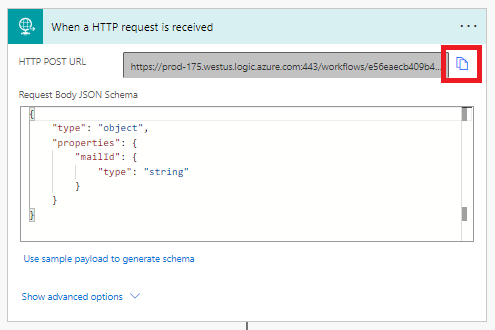 When a HTTP request is received
HTTP POST URL
https://prod-175.westus.logic.azure.com:443/workflows/e56eaecb409b4...
Request Body JSON Schema
{
"type": "object",
"properties": {
"mailId": {
"type": "string"
}
}
}
Use sample payload to generate schema
Show advanced options